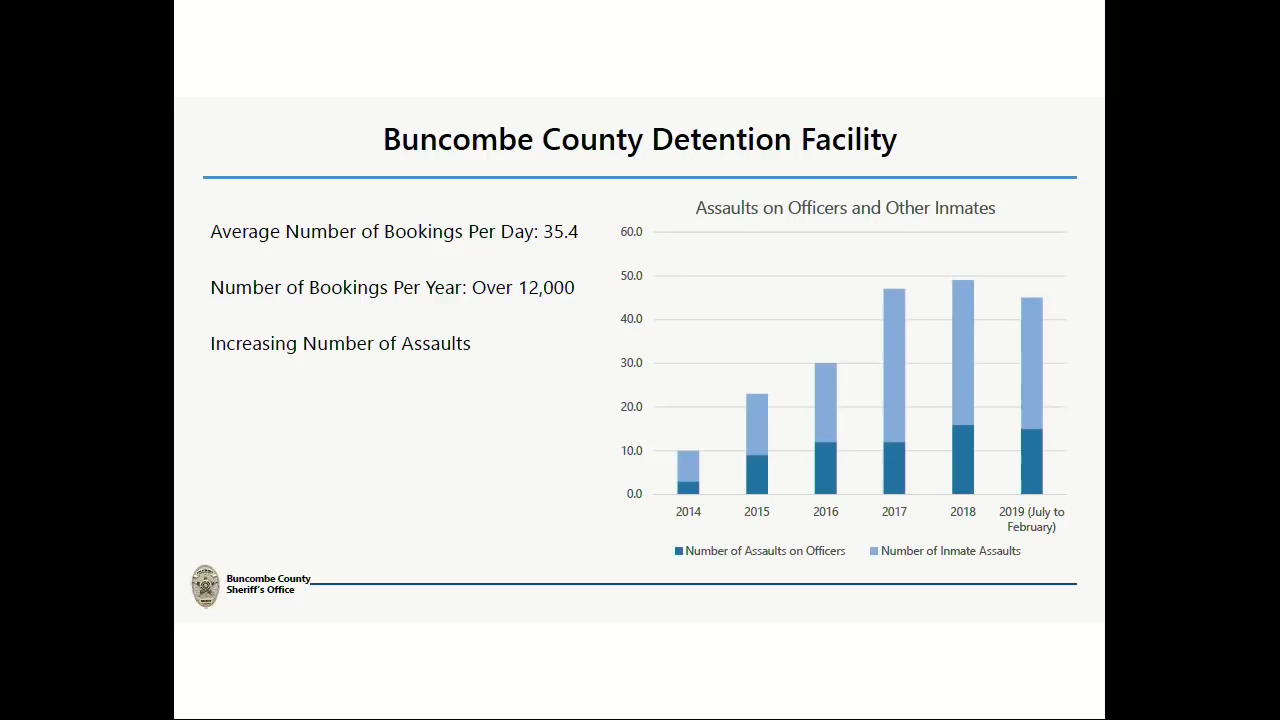 Buncombe County Detention Facility
Average Number of Bookings Per Day: 35.4
Number of Bookings Per Year: Over 12,000
Increasing Number of Assaults
Assaults on Officers and Other Inmates
60.0
50.0
40.0
30.0
20.0
10.0
0.0
2014
2015
2016
2017
2018
2019 (July to
February)
Number of Assaults on Officers
Number of Inmate Assaults
Buncombe County
Sheriff's Office